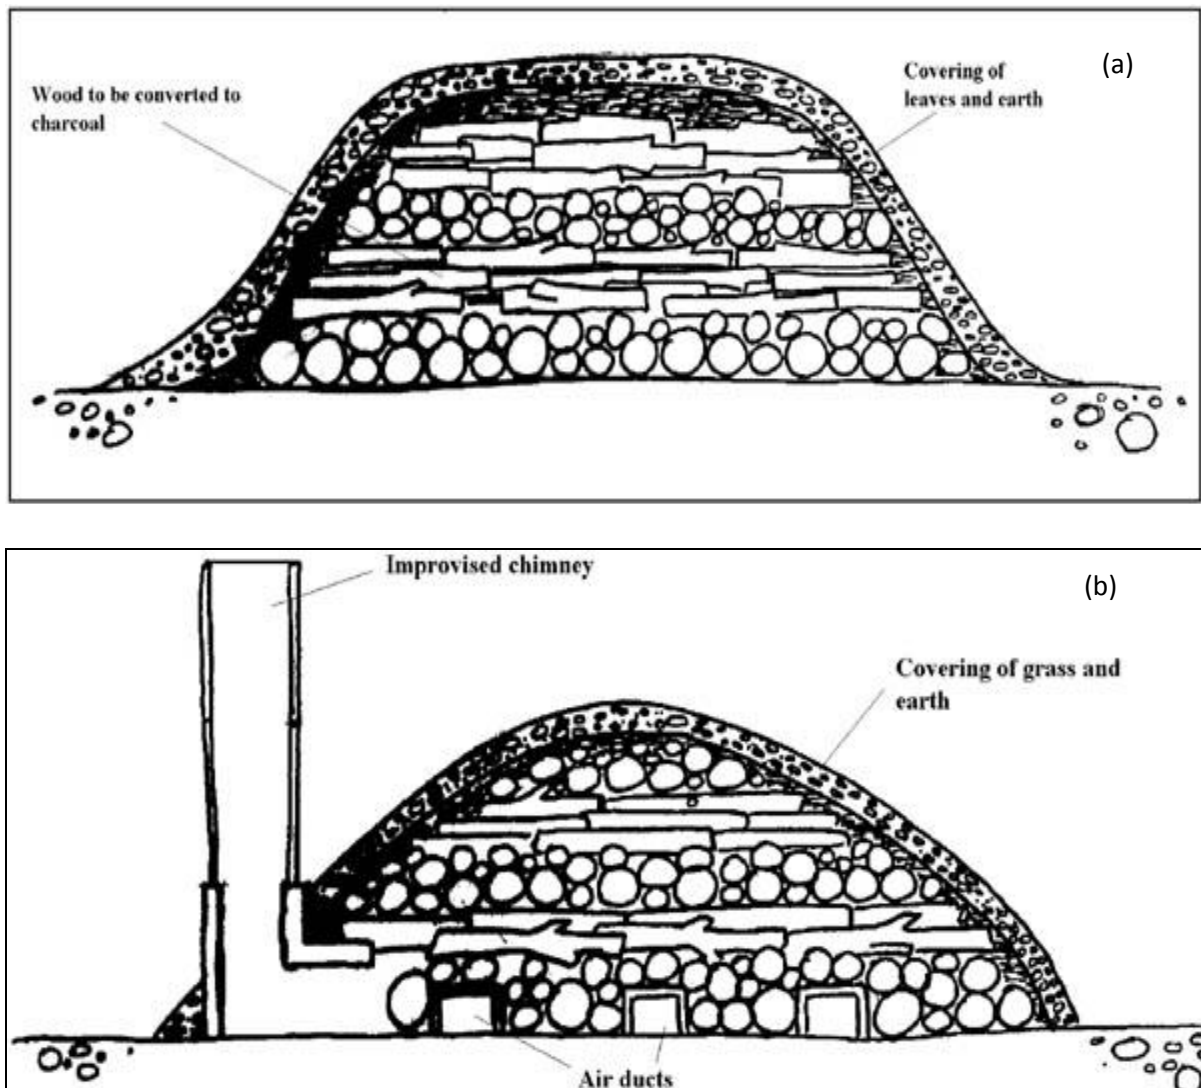 (a)
Wood to be converted to
charcoal
Covering of
leaves and earth
Improvised chimney
(b)
Covering of grass and
earth
Air ducts